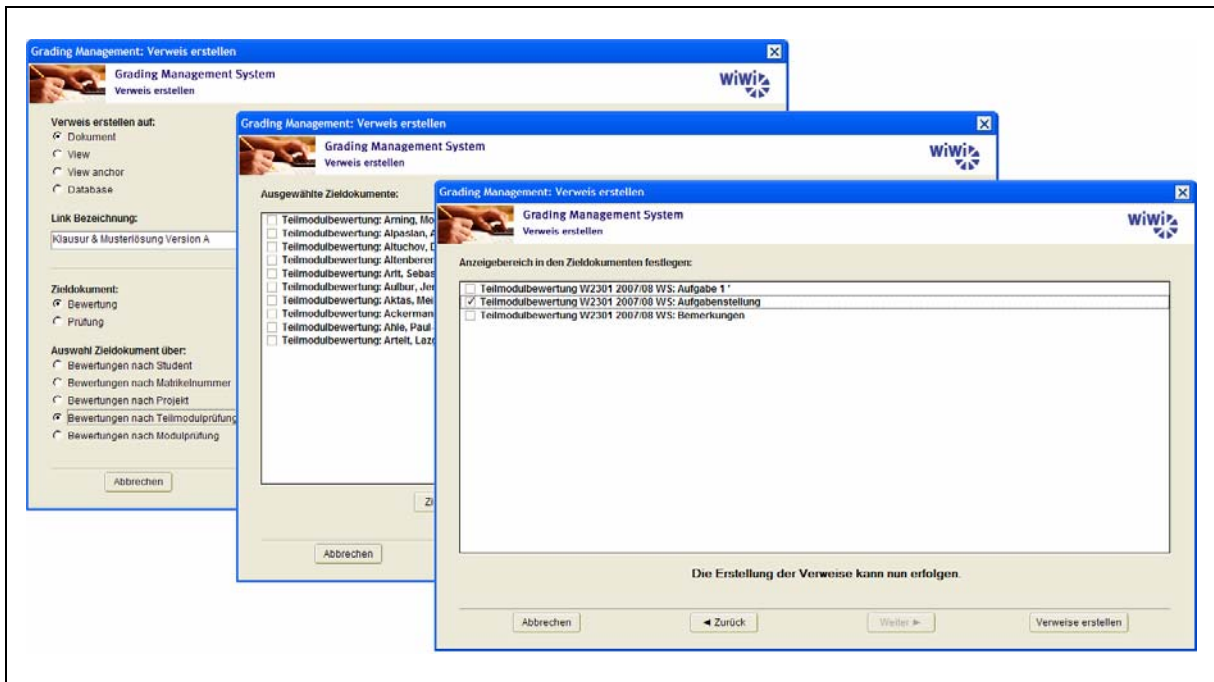 Grading Management: Verweis erstellen
Grading Management System
Verweis erstellen
WiWi
Verweis erstellen auf:
Dokument
View
View anchor
Database
Link Bezeichnung:
Klausur & Musterlösung Version A
Zieldokument:
Bewertung
Prüfung
Auswahl Zieldokument über:
Bewertungen nach Student
Bewertungen nach Matrikelnummer
Bewertungen nach Projekt
Bewertungen nach Teilmodulprüfung
Bewertungen nach Modulprüfung
Abbrechen
Grading Management: Verweis erstellen
Grading Management System
Verweis erstellen
WiWi
Ausgewählte Zieldokumente:
Teilmodulbewertung: Arning, Mo
Teilmodulbewertung: Alpaslan, A
Teilmodulbewertung: Altuchov, D
Teilmodulbewertung: Altenberen
Teilmodulbewertung: Arlt, Sebas
Teilmodulbewertung: Aulbur, Jer
Teilmodulbewertung: Aktas, Mei
Teilmodulbewertung: Ackerman
Teilmodulbewertung: Ahle, Paul
Teilmodulbewertung: Artelt, Laz
Abbrechen
Grading Management: Verweis erstellen
Grading Management System
Verweis erstellen
WiWi
Anzeigebereich in den Zieldokumenten festlegen:
Teilmodulbewertung W2301 2007/08 WS: Aufgabe 1 '
Teilmodulbewertung W2301 2007/08 WS: Aufgabenstellung
Teilmodulbewertung W2301 2007/08 WS: Bemerkungen
Die Erstellung der Verweise kann nun erfolgen.
Abbrechen
◄ Zurück
Weiter ►
Verweise erstellen